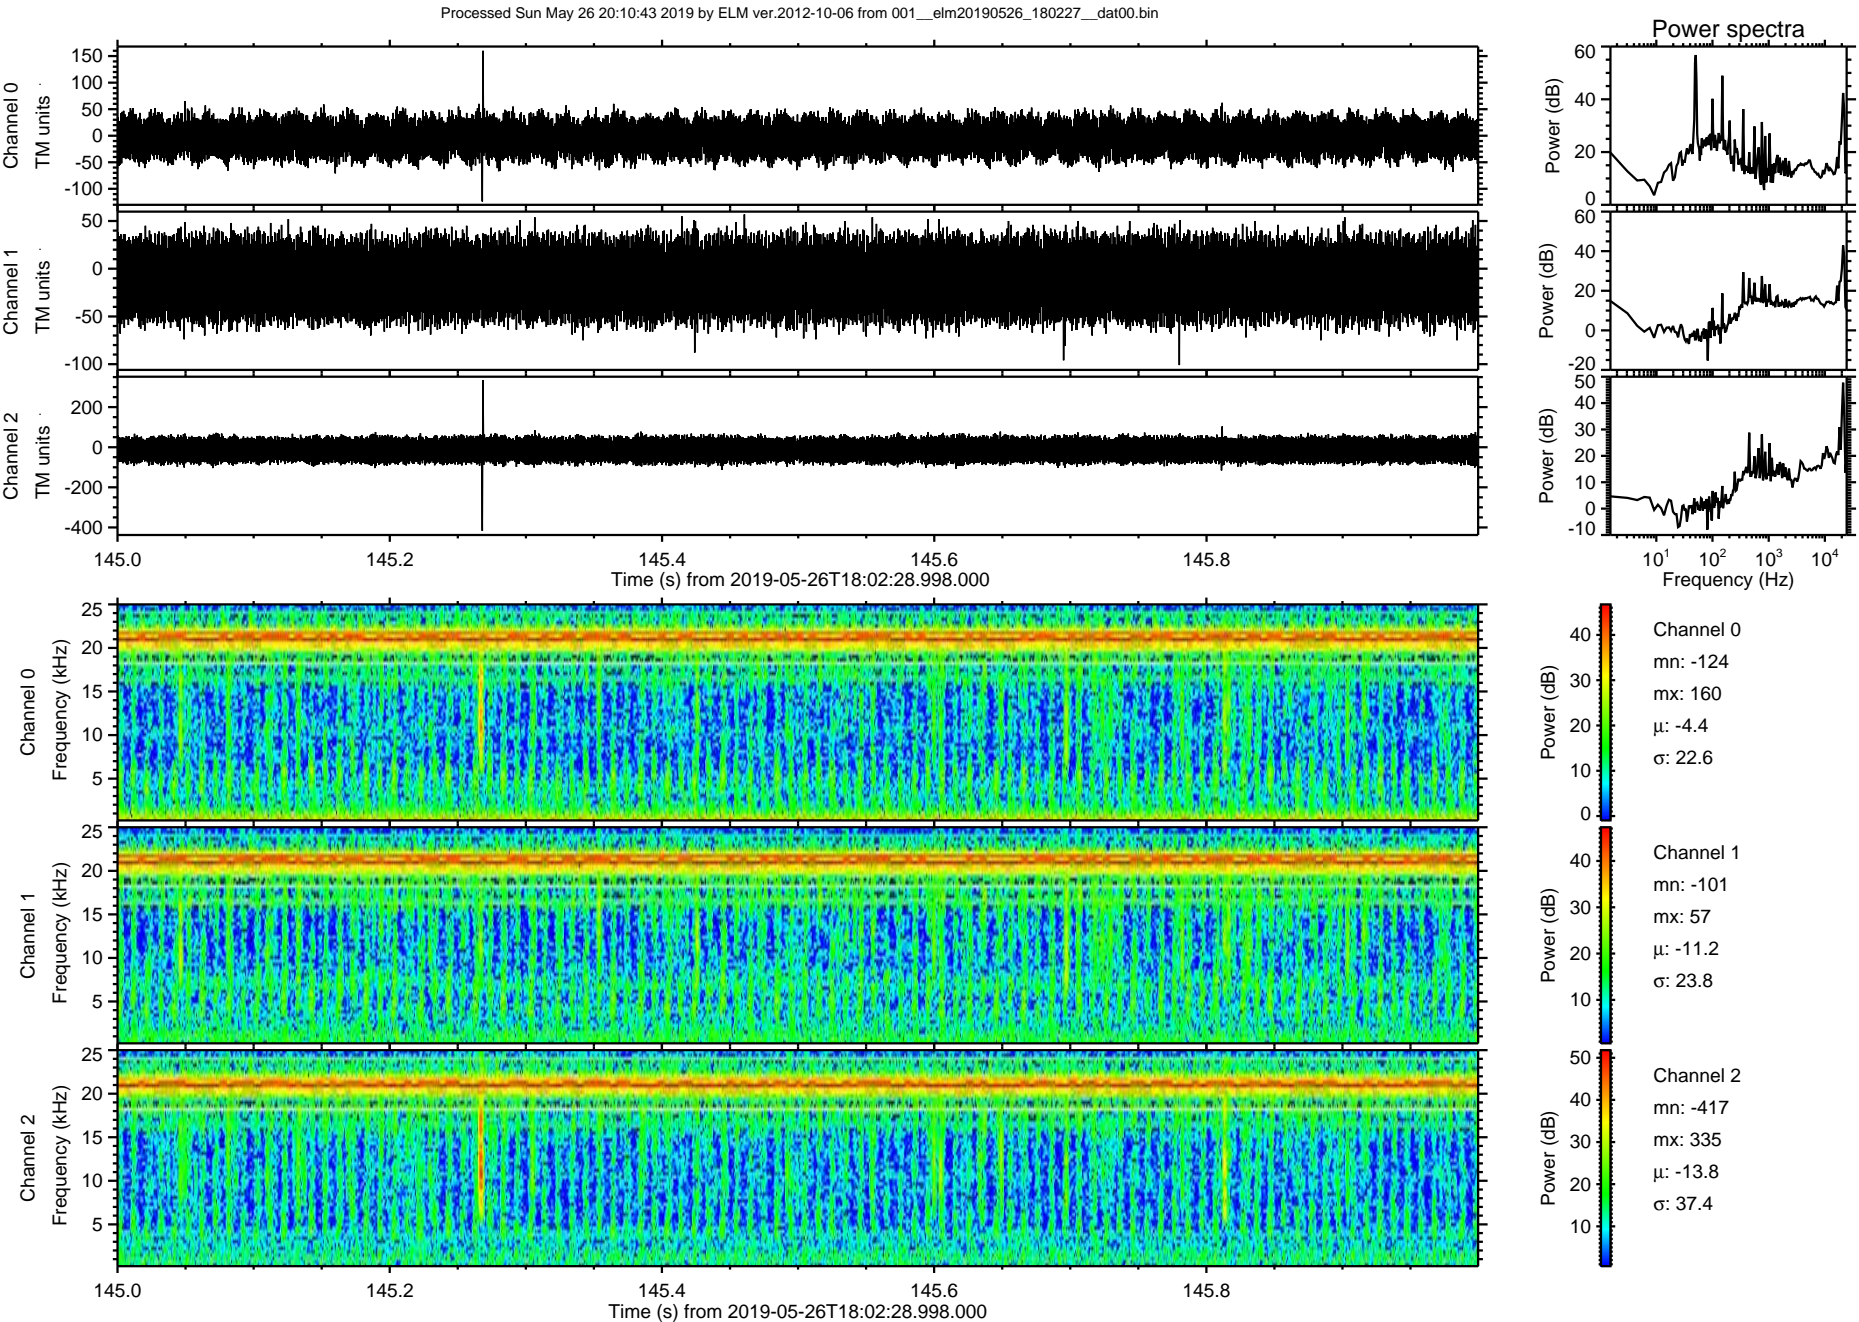 Processed Sun May 26 20:10:43 2019 by ELM ver.2012-10-06 from 001__elm20190526_180227__dat00.bin
Power spectra
Channel 0
TM units
150
100
50
0
-50
-100
Power (dB)
60
40
20
0
Channel 1
TM units
50
0
-50
-100
Power (dB)
60
40
20
0
-20
Channel 2
TM units
200
0
-200
-400
Power (dB)
50
40
30
20
10
0
-10
145.0 145.2 145.4 145.6 145.8
Time (s) from 2019-05-26T18:02:28.998.000
10^1 10^2 10^3 10^4
Frequency (Hz)
Channel 0
Frequency (kHz)
25
20
15
10
5
Power (dB)
40
30
20
10
0
Channel 0
mn: -124
mx: 160
μ: -4.4
σ: 22.6
Channel 1
Frequency (kHz)
25
20
15
10
5
Power (dB)
40
30
20
10
Channel 1
mn: -101
mx: 57
μ: -11.2
σ: 23.8
Channel 2
Frequency (kHz)
25
20
15
10
5
Power (dB)
50
40
30
20
10
Channel 2
mn: -417
mx: 335
μ: -13.8
σ: 37.4
145.0 145.2 145.4 145.6 145.8
Time (s) from 2019-05-26T18:02:28.998.000